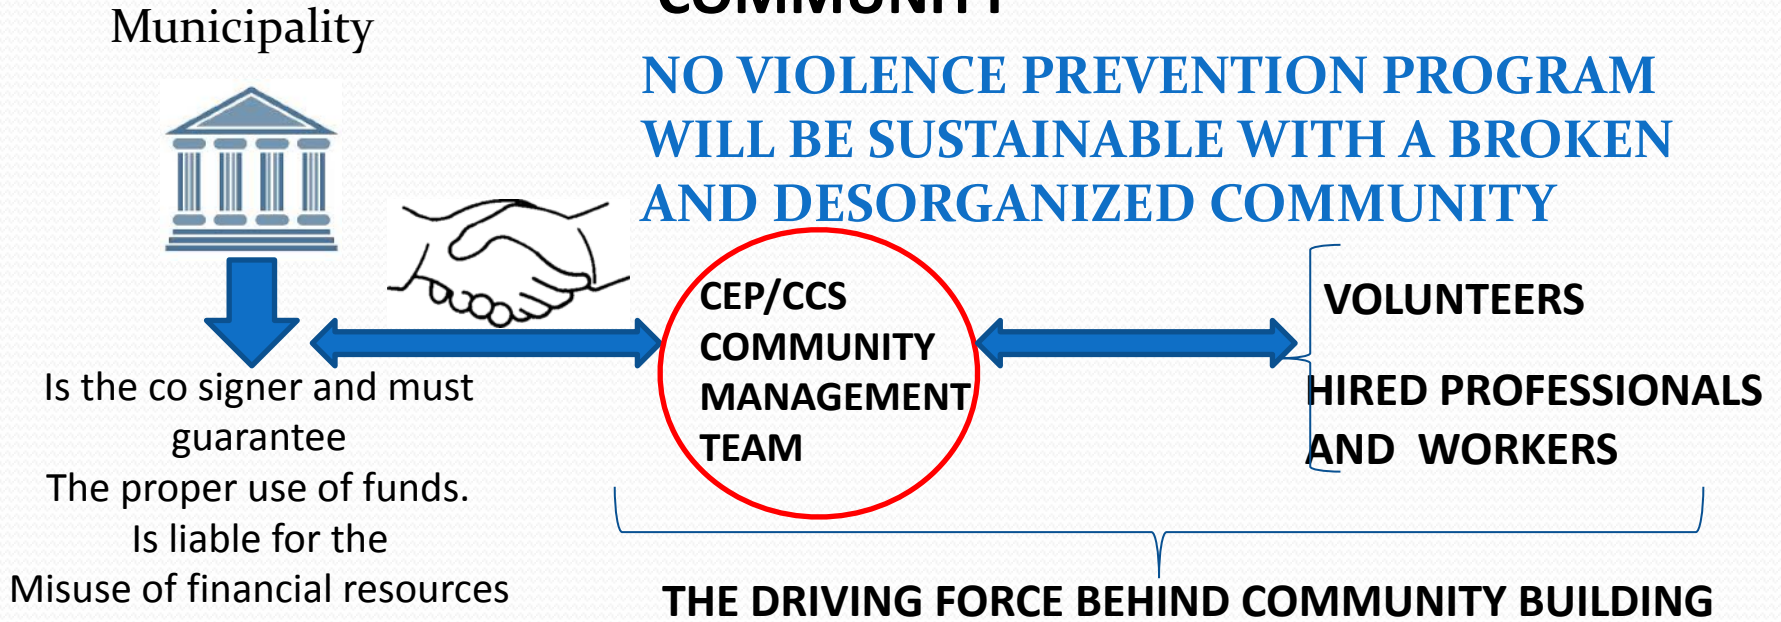 COMMUNITY
Municipality
NO VIOLENCE PREVENTION PROGRAM
WILL BE SUSTAINABLE WITH A BROKEN
AND DESORGANIZED COMMUNITY
CEP/CCS
COMMUNITY
MANAGEMENT
TEAM
VOLUNTEERS
HIRED PROFESSIONALS
AND WORKERS
Is the co signer and must
guarantee
The proper use of funds.
Is liable for the
Misuse of financial resources
THE DRIVING FORCE BEHIND COMMUNITY BUILDING